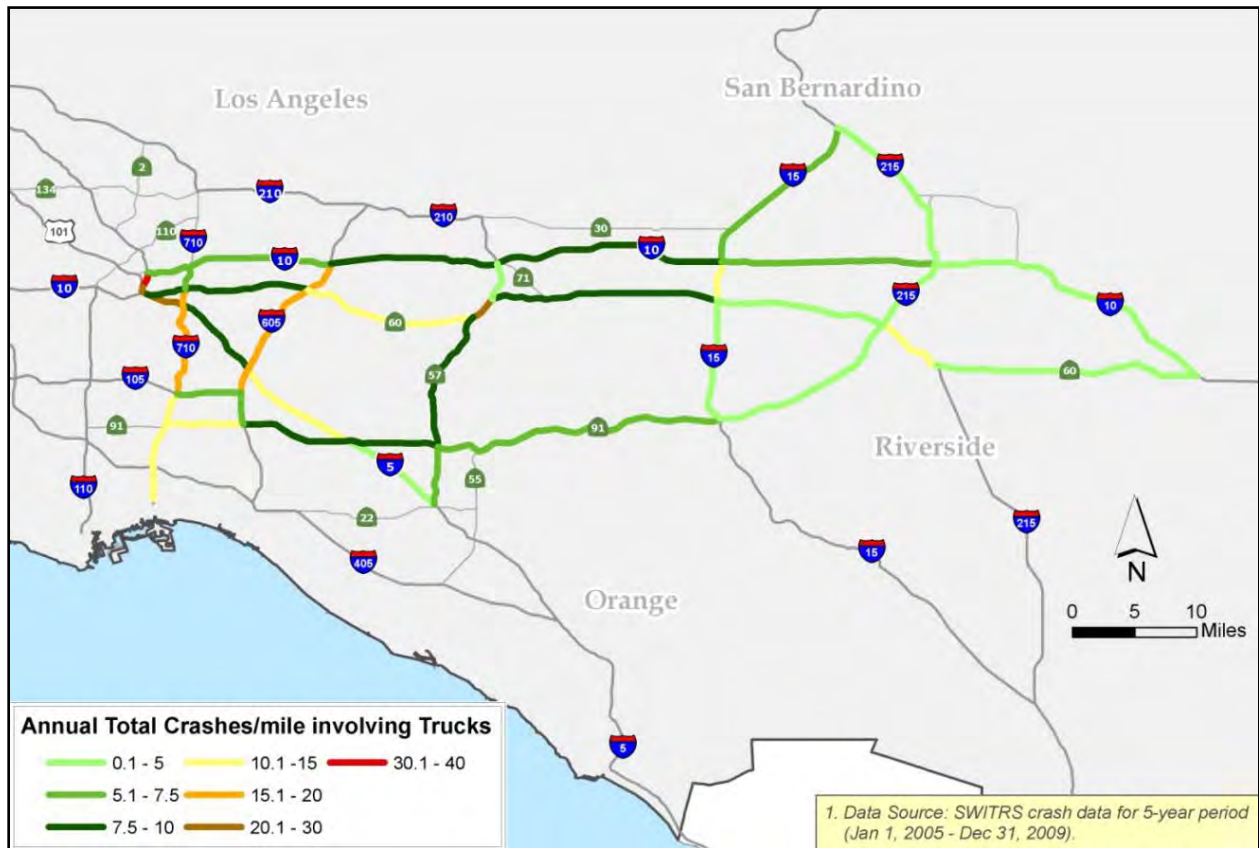 Los Angeles
San Bernardino
2
134
210
15
215
101
110
710
210
30
10
10
71
10
215
10
605
60
710
15
105
57
60
91
91
Riverside
5
55
110
22
215
405
15
N
Orange
0 5 10
Miles
5
Annual Total Crashes/mile involving Trucks
0.1 - 5 10.1 -15 30.1 - 40
5.1 - 7.5 15.1 - 20
7.5 - 10 20.1 - 30
1. Data Source: SWITRS crash data for 5-year period
(Jan 1, 2005 - Dec 31, 2009).